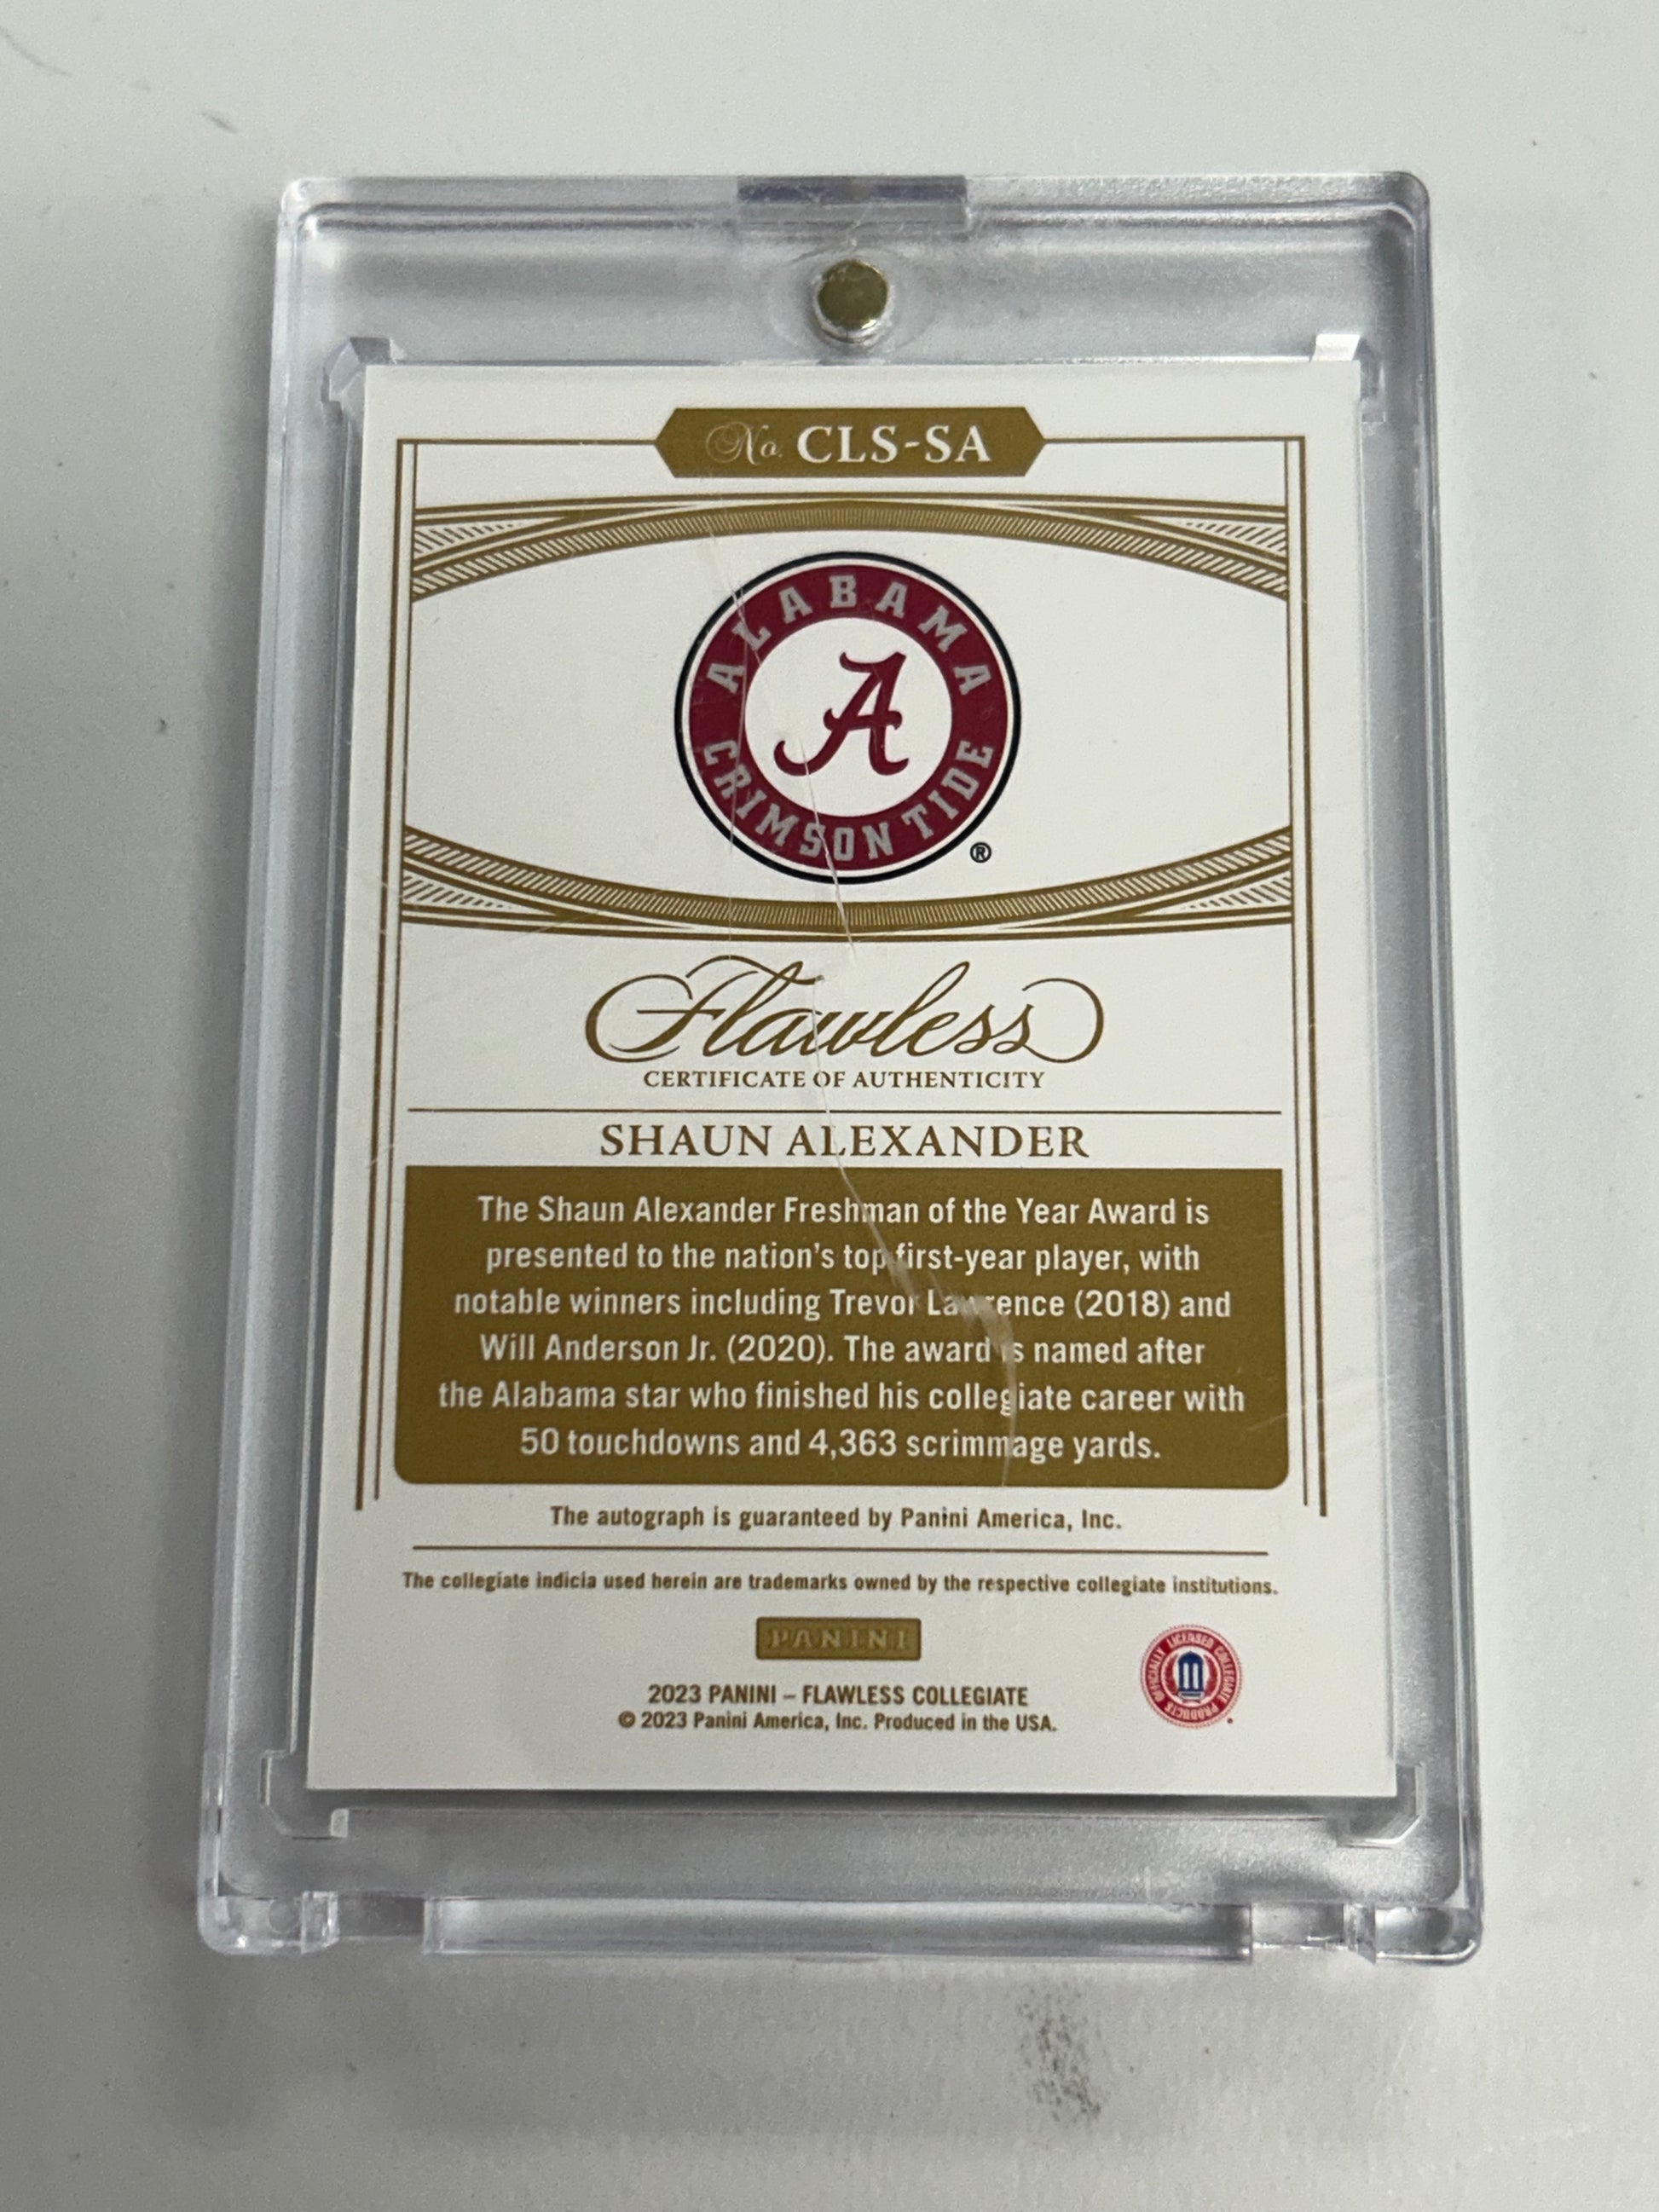 No. CLS-SA
ALABAMA
A
CRIMSON TIDE
®
Flawless
CERTIFICATE OF AUTHENTICITY
SHAUN ALEXANDER
The Shaun Alexander Freshman of the Year Award is
presented to the nation's top first-year player, with
notable winners including Trevor Lawrence (2018) and
Will Anderson Jr. (2020). The award is named after
the Alabama star who finished his collegiate career with
50 touchdowns and 4,363 scrimmage yards.
The autograph is guaranteed by Panini America, Inc.
The collegiate indicia used herein are trademarks owned by the respective collegiate institutions.
PANINI
OFFICIALLY LICENSED COLLEGIATE PRODUCTS
2023 PANINI – FLAWLESS COLLEGIATE
© 2023 Panini America, Inc. Produced in the USA.